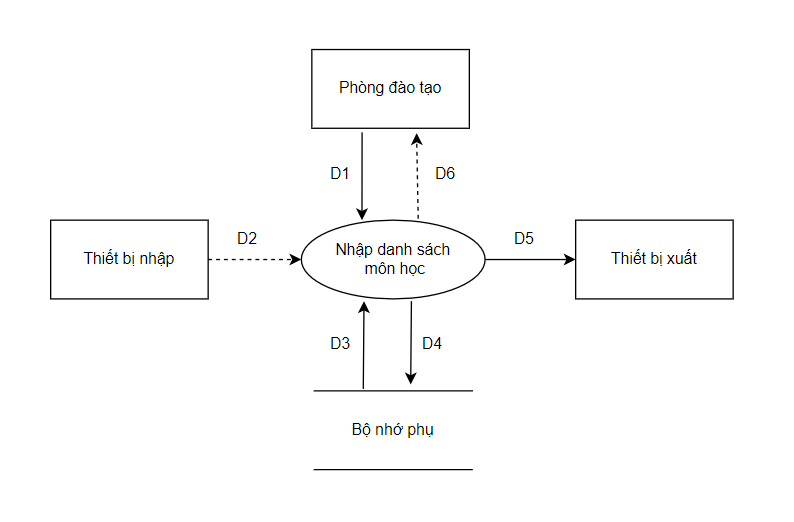 Phòng đào tạo
D1
D6
Thiết bị nhập
D2
Nhập danh sách
môn học
D5
Thiết bị xuất
D3
D4
Bộ nhớ phụ